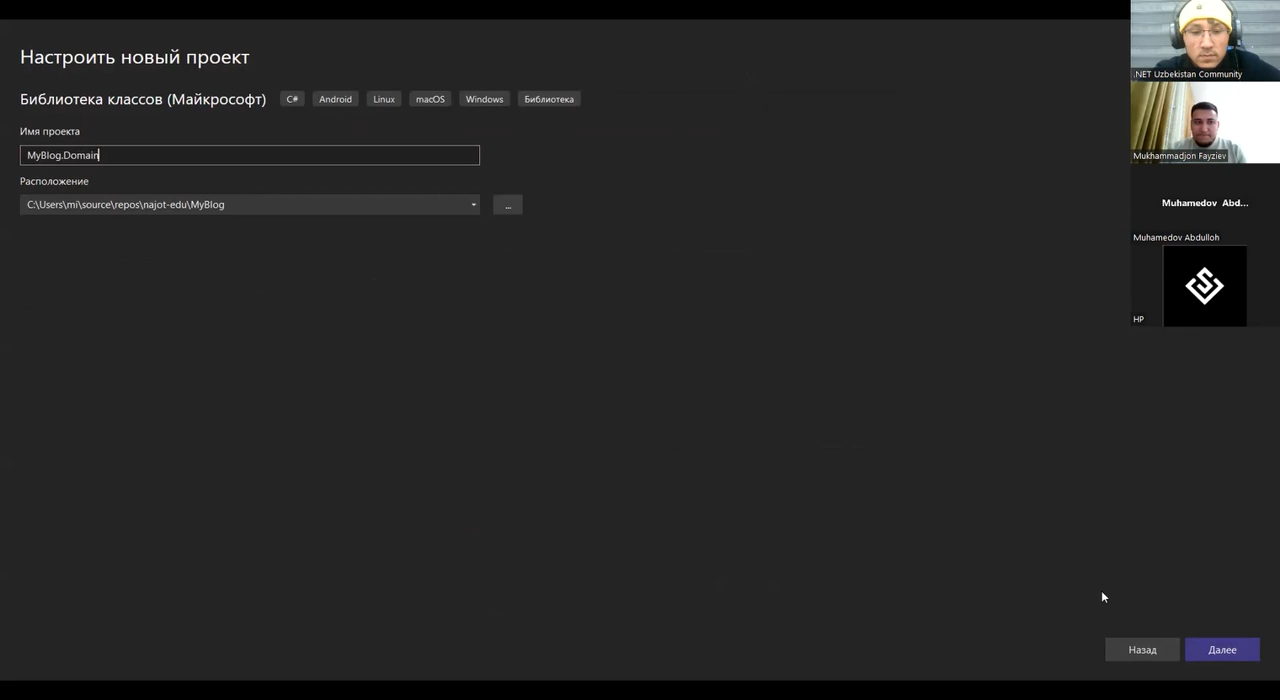 Настроить новый проект
Библиотека классов (Майкрософт) C# Android Linux macOS Windows Библиотека
Имя проекта
MyBlog.Domain
Расположение
C:\Users\mi\source\repos\najot-edu\MyBlog
...
Назад Далее
.NET Uzbekistan Community
Mukhammadjon Fayziev
Muhamedov Abd...
Muhamedov Abdulloh
HP